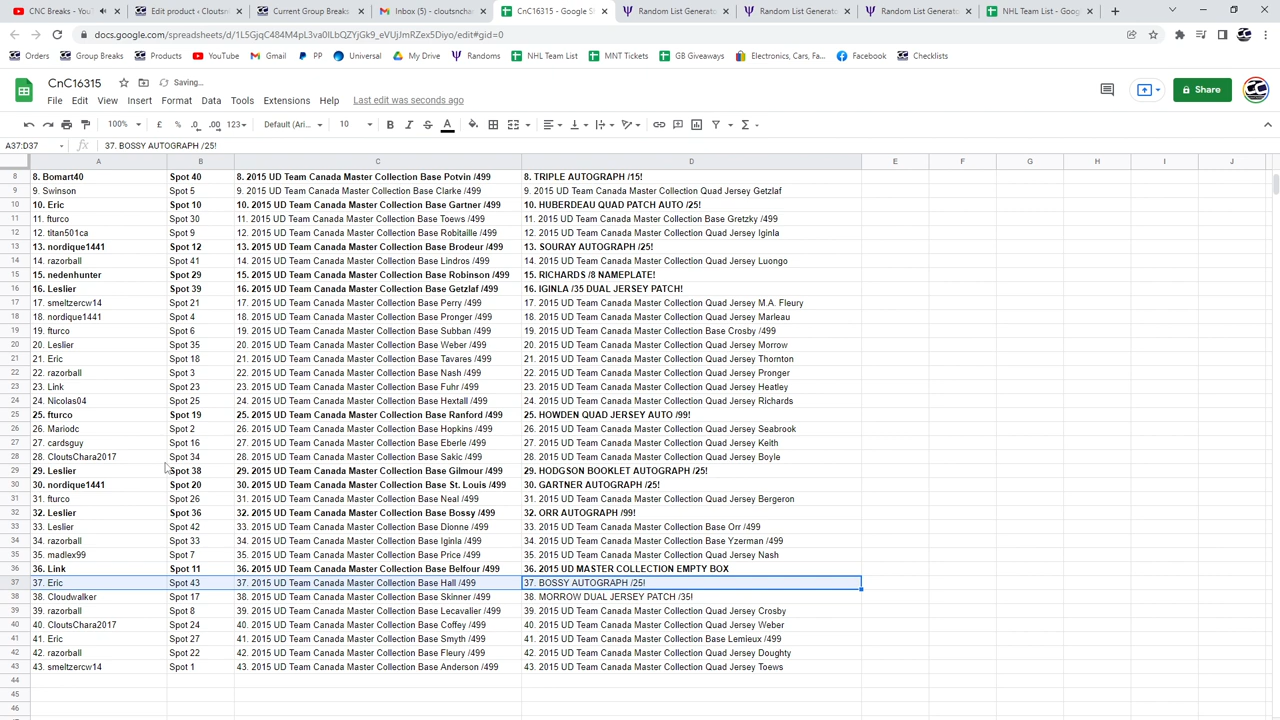 CNC Breaks - Y
Edit product ‹ Cloutsn
Current Group Breaks
Inbox (5) - cloutsnchar
CnC16315 - Google S
Random List Generato
Random List Generato
Random List Generato
NHL Team List - Goo
docs.google.com/spreadsheets/d/1L5GjqC484M4pL3va0ILbQZYjGk9_eVUjJmRZex5Diyo/edit#gid=0
Orders Breaks Products YouTube Gmail PP Universal My Drive Randoms NHL Team List MNT Tickets GB Giveaways Electronics, Cars, Fa... Facebook Checklists
CnC16315 Saving...
File Edit View Insert Format Data Tools Extensions Help Last edit was seconds ago
Share
100% £ % .0 .00 123 Default (Ari... 10 B I S A
A37:D37 fx 37. BOSSY AUTOGRAPH /25!
A B C D E F G H I J
8 8. Bomart40 Spot 40 8. 2015 UD Team Canada Master Collection Base Potvin /499 8. TRIPLE AUTOGRAPH /15!
9 9. Swinson Spot 5 9. 2015 UD Team Canada Master Collection Base Clarke /499 9. 2015 UD Team Canada Master Collection Quad Jersey Getzlaf
10 10. Eric Spot 10 10. 2015 UD Team Canada Master Collection Base Gartner /499 10. HUBERDEAU QUAD PATCH AUTO /25!
11 11. fturco Spot 30 11. 2015 UD Team Canada Master Collection Base Toews /499 11. 2015 UD Team Canada Master Collection Base Gretzky /499
12 12. titan501ca Spot 9 12. 2015 UD Team Canada Master Collection Base Robitaille /499 12. 2015 UD Team Canada Master Collection Quad Jersey Iginla
13 13. nordique1441 Spot 12 13. 2015 UD Team Canada Master Collection Base Brodeur /499 13. SOURAY AUTOGRAPH /25!
14 14. razorball Spot 41 14. 2015 UD Team Canada Master Collection Base Lindros /499 14. 2015 UD Team Canada Master Collection Quad Jersey Luongo
15 15. nedenhunter Spot 29 15. 2015 UD Team Canada Master Collection Base Robinson /499 15. RICHARDS /8 NAMEPLATE!
16 16. Leslier Spot 39 16. 2015 UD Team Canada Master Collection Base Getzlaf /499 16. IGINLA /35 DUAL JERSEY PATCH!
17 17. smeltzercw14 Spot 21 17. 2015 UD Team Canada Master Collection Base Perry /499 17. 2015 UD Team Canada Master Collection Quad Jersey M.A. Fleury
18 18. nordique1441 Spot 4 18. 2015 UD Team Canada Master Collection Base Pronger /499 18. 2015 UD Team Canada Master Collection Quad Jersey Marleau
19 19. fturco Spot 6 19. 2015 UD Team Canada Master Collection Base Subban /499 19. 2015 UD Team Canada Master Collection Base Crosby /499
20 20. Leslier Spot 35 20. 2015 UD Team Canada Master Collection Base Weber /499 20. 2015 UD Team Canada Master Collection Quad Jersey Morrow
21 21. Eric Spot 18 21. 2015 UD Team Canada Master Collection Base Tavares /499 21. 2015 UD Team Canada Master Collection Quad Jersey Thornton
22 22. razorball Spot 3 22. 2015 UD Team Canada Master Collection Base Nash /499 22. 2015 UD Team Canada Master Collection Quad Jersey Pronger
23 23. Link Spot 23 23. 2015 UD Team Canada Master Collection Base Fuhr /499 23. 2015 UD Team Canada Master Collection Quad Jersey Heatley
24 24. Nicolas04 Spot 25 24. 2015 UD Team Canada Master Collection Base Hextall /499 24. 2015 UD Team Canada Master Collection Quad Jersey Richards
25 25. fturco Spot 19 25. 2015 UD Team Canada Master Collection Base Ranford /499 25. HOWDEN QUAD JERSEY AUTO /99!
26 26. Mariodc Spot 2 26. 2015 UD Team Canada Master Collection Base Hopkins /499 26. 2015 UD Team Canada Master Collection Quad Jersey Seabrook
27 27. cardsguy Spot 16 27. 2015 UD Team Canada Master Collection Base Eberle /499 27. 2015 UD Team Canada Master Collection Quad Jersey Keith
28 28. CloutsChara2017 Spot 34 28. 2015 UD Team Canada Master Collection Base Sakic /499 28. 2015 UD Team Canada Master Collection Quad Jersey Boyle
29 29. Leslier Spot 38 29. 2015 UD Team Canada Master Collection Base Gilmour /499 29. HODGSON BOOKLET AUTOGRAPH /25!
30 30. nordique1441 Spot 20 30. 2015 UD Team Canada Master Collection Base St. Louis /499 30. GARTNER AUTOGRAPH /25!
31 31. fturco Spot 26 31. 2015 UD Team Canada Master Collection Base Neal /499 31. 2015 UD Team Canada Master Collection Quad Jersey Bergeron
32 32. Leslier Spot 36 32. 2015 UD Team Canada Master Collection Base Bossy /499 32. ORR AUTOGRAPH /99!
33 33. Leslier Spot 42 33. 2015 UD Team Canada Master Collection Base Dionne /499 33. 2015 UD Team Canada Master Collection Base Orr /499
34 34. razorball Spot 33 34. 2015 UD Team Canada Master Collection Base Iginla /499 34. 2015 UD Team Canada Master Collection Base Yzerman /499
35 35. madlex99 Spot 7 35. 2015 UD Team Canada Master Collection Base Price /499 35. 2015 UD Team Canada Master Collection Quad Jersey Nash
36 36. Link Spot 11 36. 2015 UD Team Canada Master Collection Base Belfour /499 36. 2015 UD MASTER COLLECTION EMPTY BOX
37 37. Eric Spot 43 37. 2015 UD Team Canada Master Collection Base Hall /499 37. BOSSY AUTOGRAPH /25!
38 38. Cloudwalker Spot 17 38. 2015 UD Team Canada Master Collection Base Skinner /499 38. MORROW DUAL JERSEY PATCH /35!
39 39. razorball Spot 8 39. 2015 UD Team Canada Master Collection Base Lecavalier /499 39. 2015 UD Team Canada Master Collection Quad Jersey Crosby
40 40. CloutsChara2017 Spot 24 40. 2015 UD Team Canada Master Collection Base Coffey /499 40. 2015 UD Team Canada Master Collection Quad Jersey Weber
41 41. Eric Spot 27 41. 2015 UD Team Canada Master Collection Base Smyth /499 41. 2015 UD Team Canada Master Collection Base Lemieux /499
42 42. razorball Spot 22 42. 2015 UD Team Canada Master Collection Base Fleury /499 42. 2015 UD Team Canada Master Collection Quad Jersey Doughty
43 43. smeltzercw14 Spot 1 43. 2015 UD Team Canada Master Collection Base Anderson /499 43. 2015 UD Team Canada Master Collection Quad Jersey Toews
44
45
46